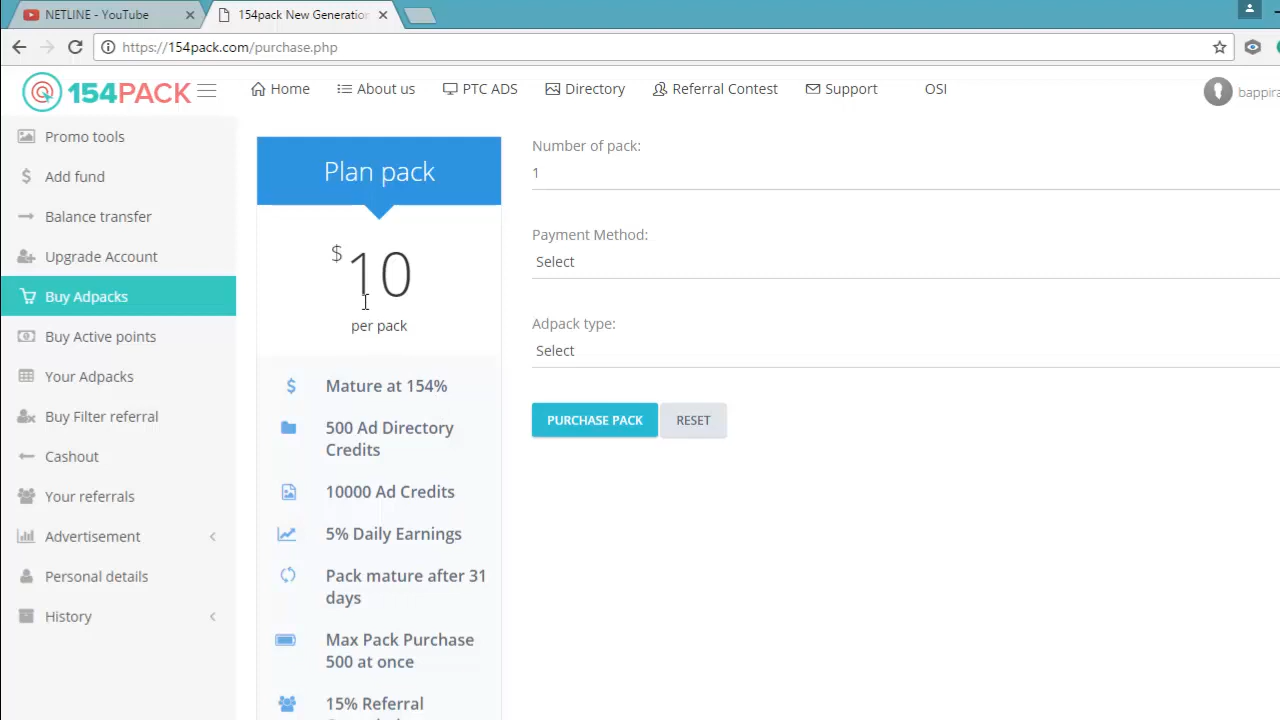 NETLINE - YouTube
154pack New Generation
https://154pack.com/purchase.php
154PACK
Home
About us
PTC ADS
Directory
Referral Contest
Support
OSI
bappira
Promo tools
Add fund
Balance transfer
Upgrade Account
Buy Adpacks
Buy Active points
Your Adpacks
Buy Filter referral
Cashout
Your referrals
Advertisement
Personal details
History
Plan pack
$10
per pack
Mature at 154%
500 Ad Directory
Credits
10000 Ad Credits
5% Daily Earnings
Pack mature after 31
days
Max Pack Purchase
500 at once
15% Referral
Number of pack:
1
Payment Method:
Select
Adpack type:
Select
PURCHASE PACK
RESET